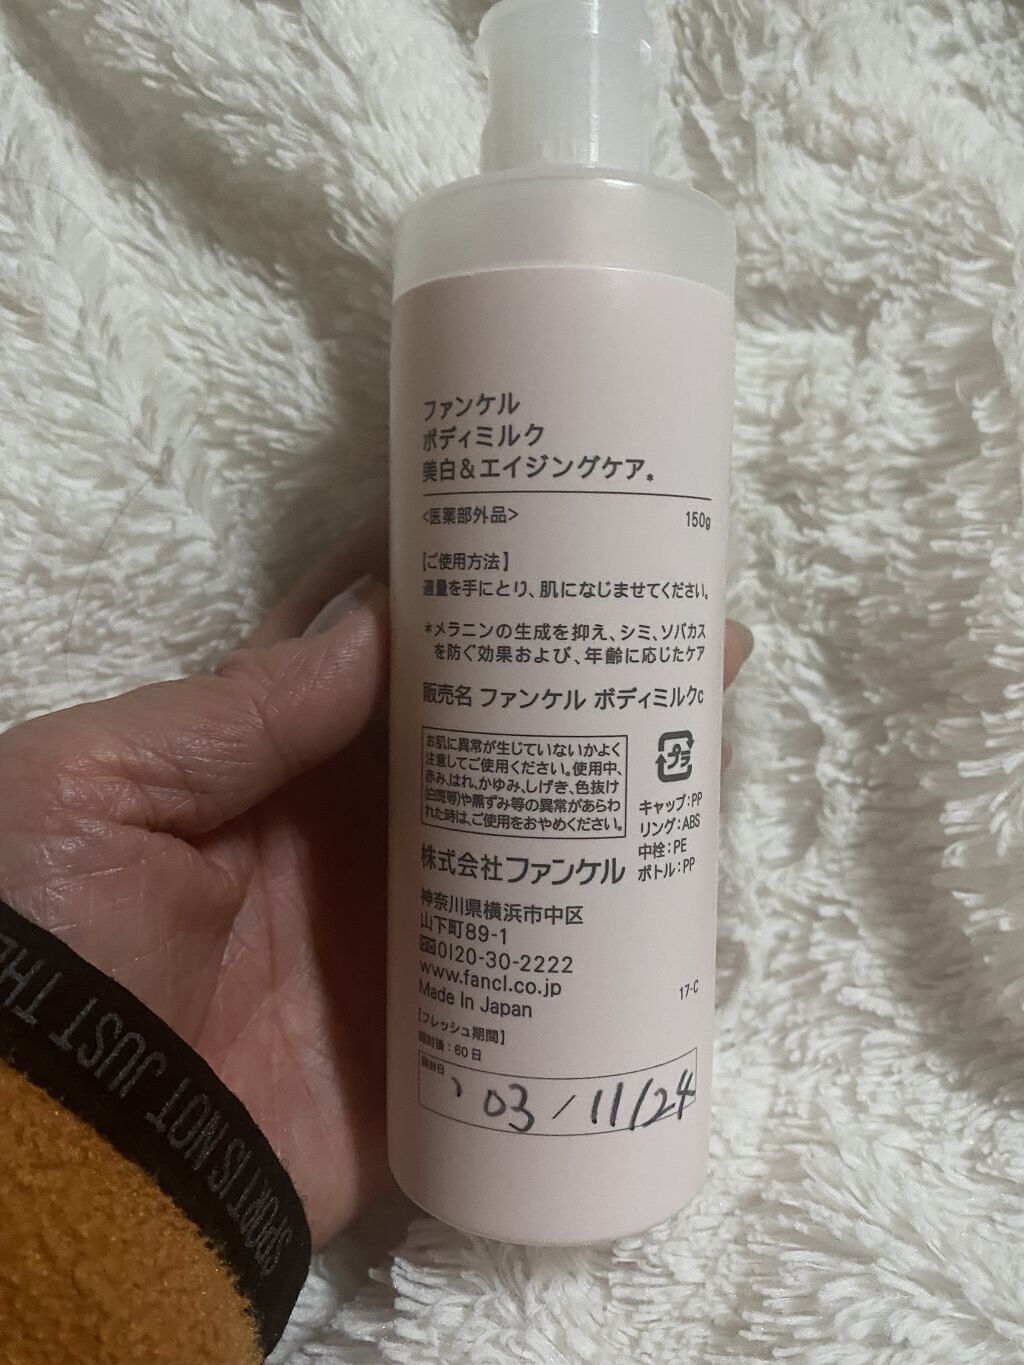 ファンケル
ボディミルク
美白&エイジングケア*
<医薬部外品> 150g
【ご使用方法】
適量を手にとり、肌になじませてください。
*メラニンの生成を抑え、シミ、ソバカス
を防ぐ効果および、年齢に応じたケア
販売名 ファンケル ボディミルクc
お肌に異常が生じていないかよく
注意してご使用ください。使用中、
赤み、はれ、かゆみ、しげき、色抜け
(白斑等)や黒ずみ等の異常があらわ
れた時は、ご使用をおやめください。
プラ
キャップ:PP
リング:ABS
中栓:PE
ボトル:PP
株式会社ファンケル
神奈川県横浜市中区
山下町89-1
0120-30-2222
www.fancl.co.jp
Made In Japan
17-C
【フレッシュ期間】
開封後:60日
開封日
'03/11/24
SPORT IS NOT JUST THE